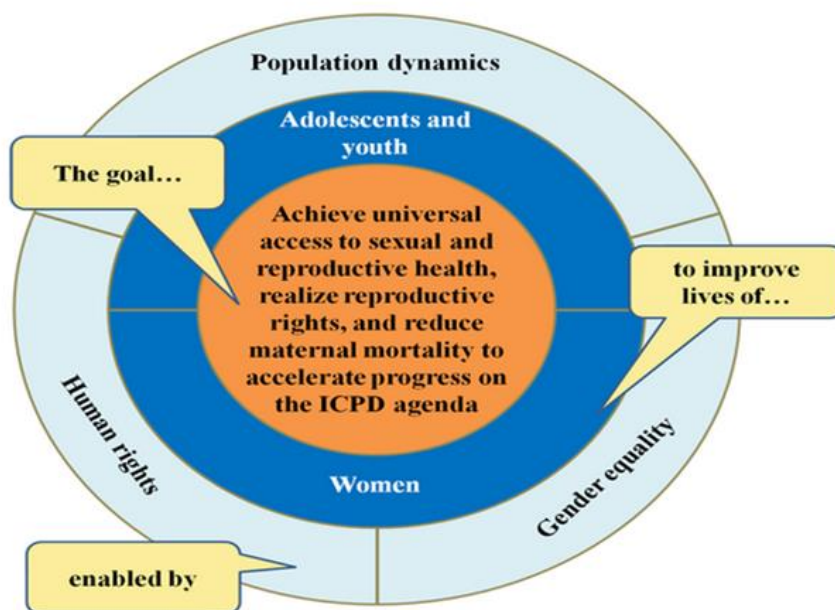 Population dynamics
Adolescents and
youth
The goal...
Achieve universal
access to sexual and
reproductive health,
realize reproductive
rights, and reduce
maternal mortality to
accelerate progress on
the ICPD agenda
to improve
lives of...
Human rights
Gender equality
Women
enabled by